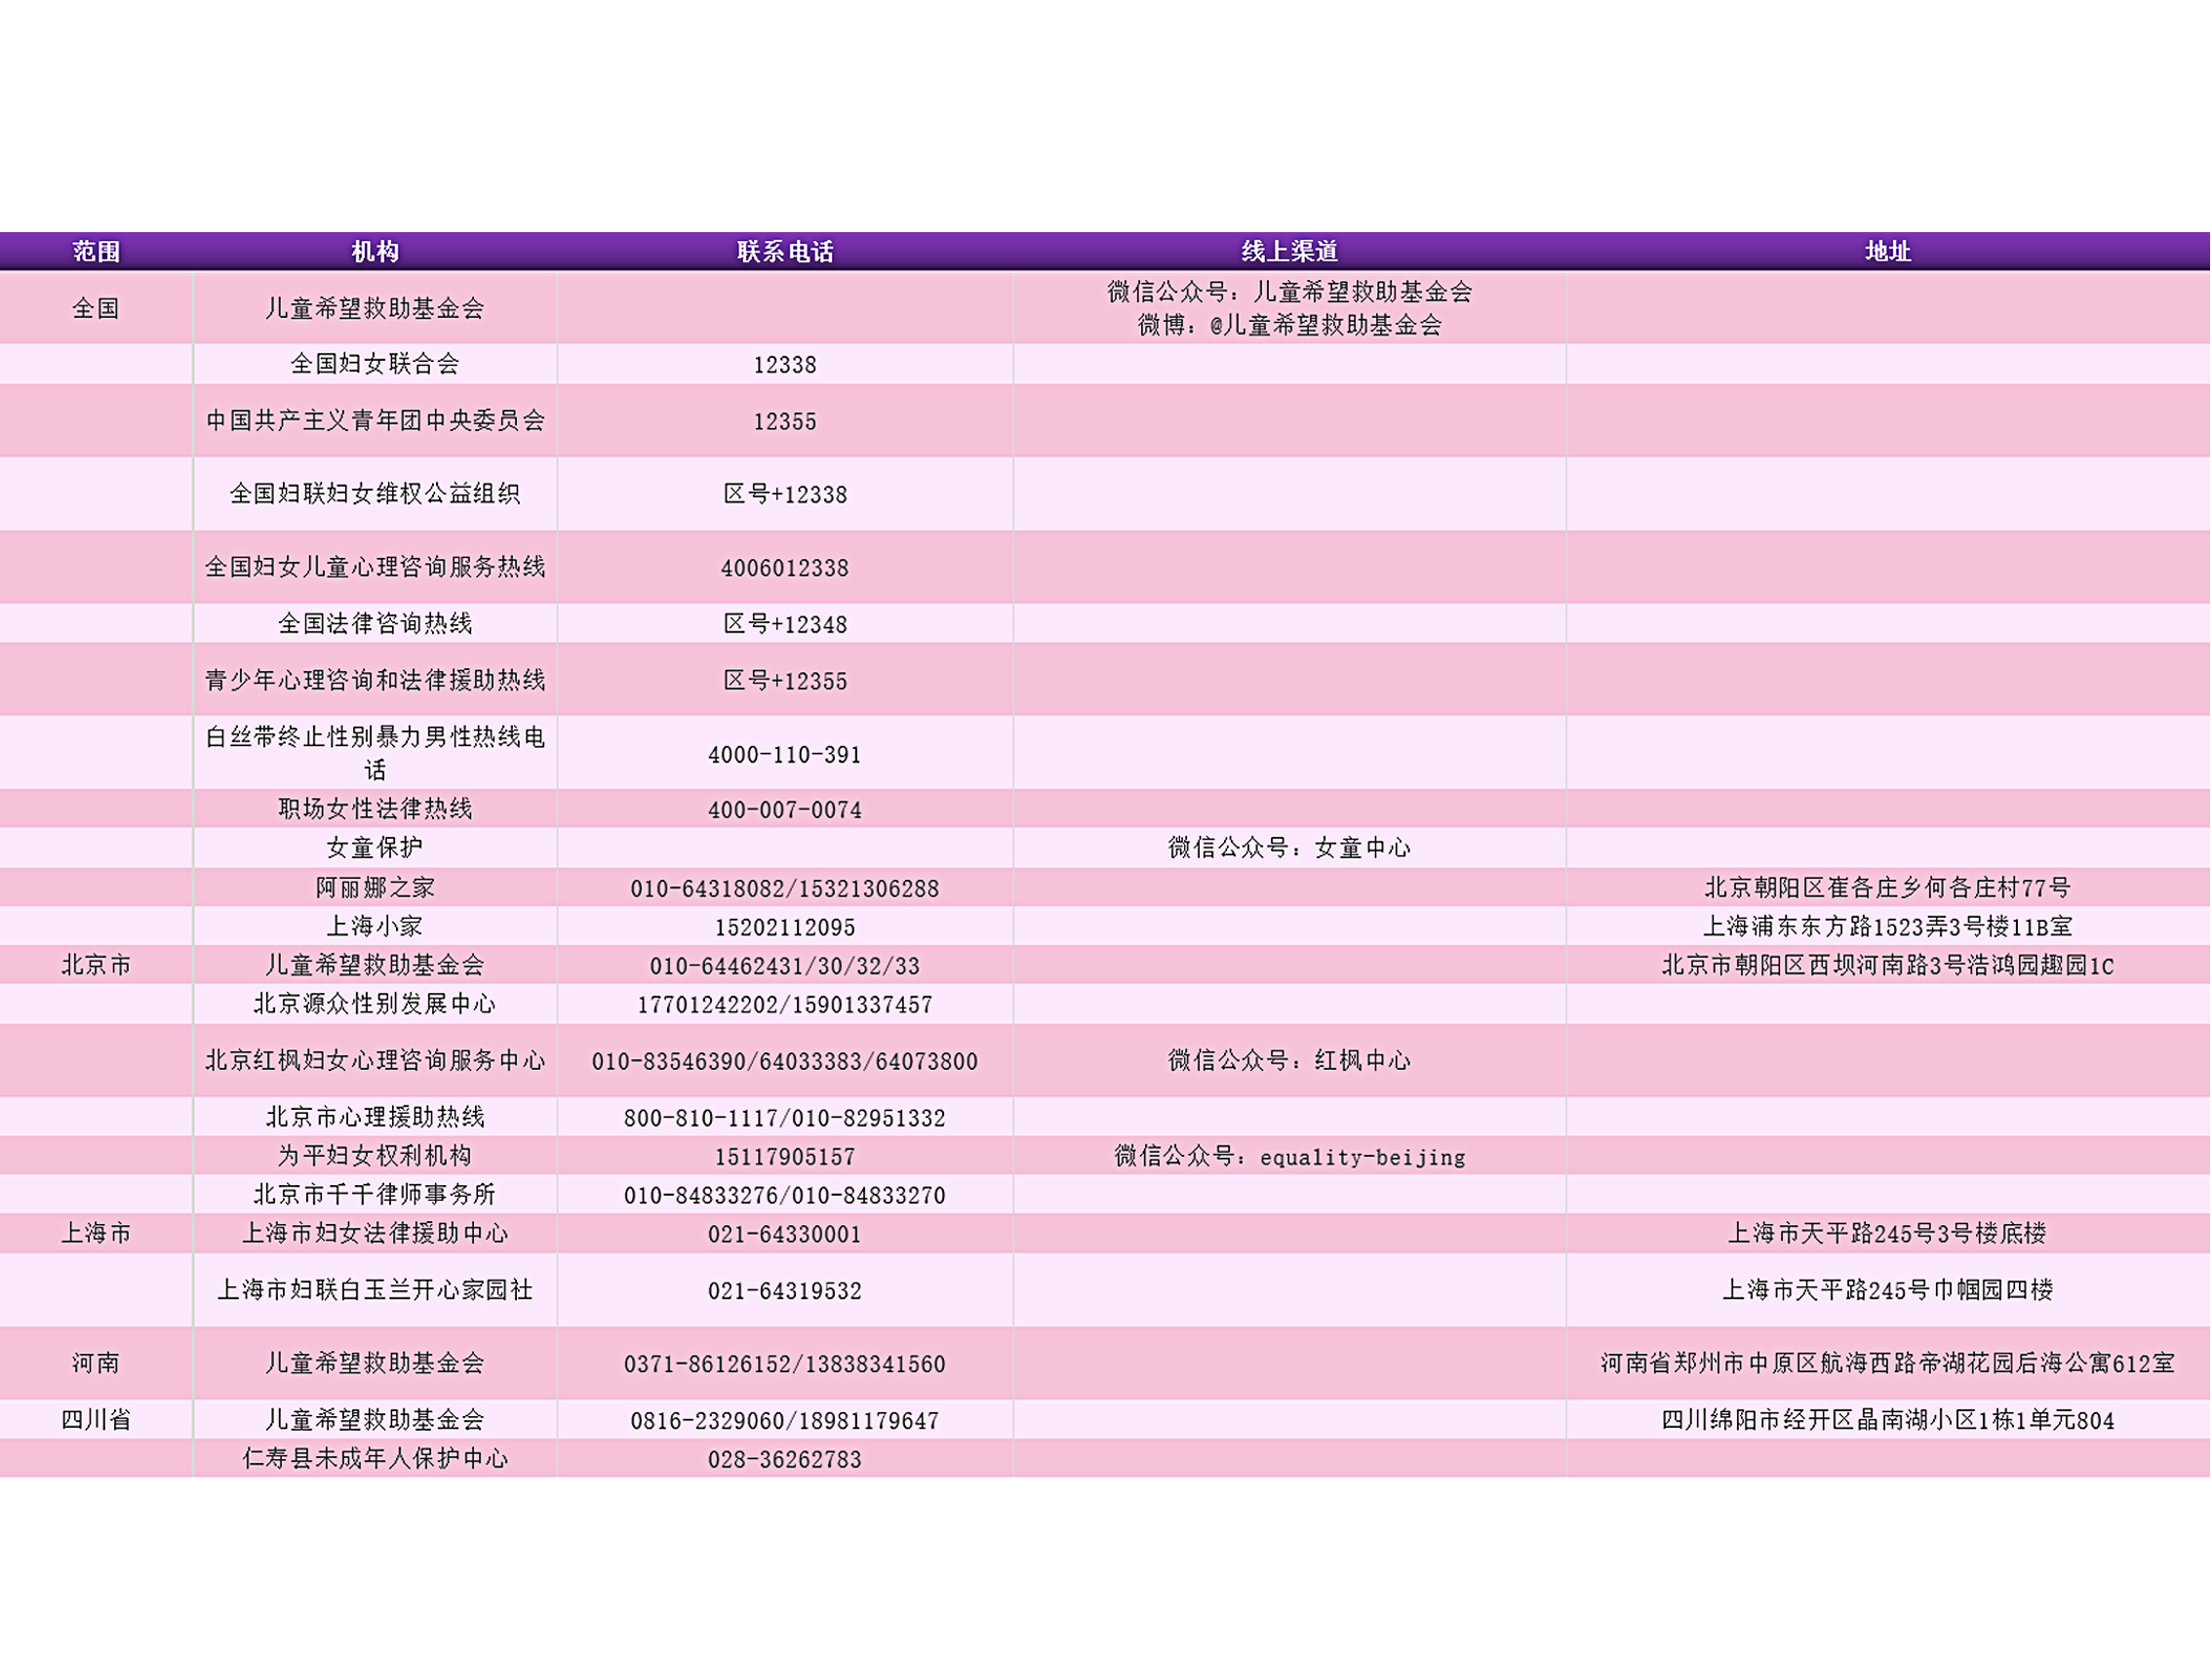 范围 机构 联系电话 线上渠道 地址
全国 儿童希望救助基金会 微信公众号：儿童希望救助基金会
微博：@儿童希望救助基金会
全国妇女联合会 12338
中国共产主义青年团中央委员会 12355
全国妇联妇女维权公益组织 区号+12338
全国妇女儿童心理咨询服务热线 4006012338
全国法律咨询热线 区号+12348
青少年心理咨询和法律援助热线 区号+12355
白丝带终止性别暴力男性热线电
话 4000-110-391
职场女性法律热线 400-007-0074
女童保护 微信公众号：女童中心
阿丽娜之家 010-64318082/15321306288 北京朝阳区崔各庄乡何各庄村77号
上海小家 15202112095 上海浦东东方路1523弄3号楼11B室
北京市 儿童希望救助基金会 010-64462431/30/32/33 北京市朝阳区西坝河南路3号浩鸿园趣园1C
北京源众性别发展中心 17701242202/15901337457
北京红枫妇女心理咨询服务中心 010-83546390/64033383/64073800 微信公众号：红枫中心
北京市心理援助热线 800-810-1117/010-82951332
为平妇女权利机构 15117905157 微信公众号：equality-beijing
北京市千千律师事务所 010-84833276/010-84833270
上海市 上海市妇女法律援助中心 021-64330001 上海市天平路245号3号楼底楼
上海市妇联白玉兰开心家园社 021-64319532 上海市天平路245号巾帼园四楼
河南 儿童希望救助基金会 0371-86126152/13838341560 河南省郑州市中原区航海西路帝湖花园后海公寓612室
四川省 儿童希望救助基金会 0816-2329060/18981179647 四川绵阳市经开区晶南湖小区1栋1单元804
仁寿县未成年人保护中心 028-36262783